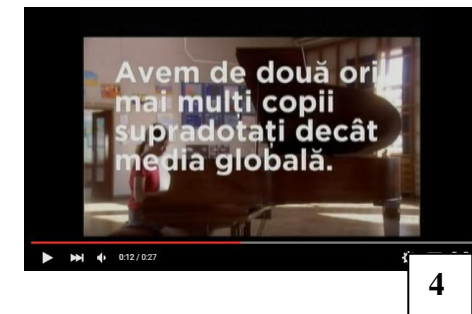 Avem de două ori
mai mulți copii
supradotați decât
media globală.
0:12 / 0:27
4